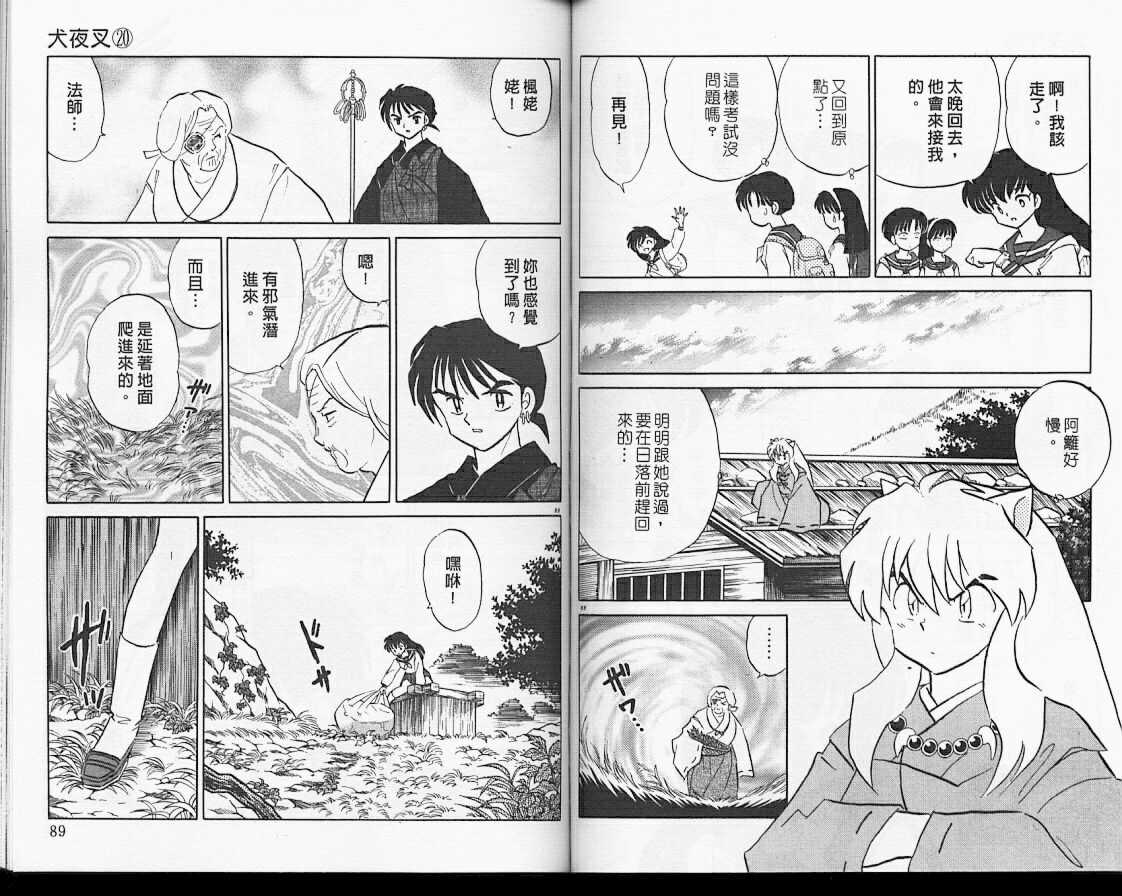 犬夜叉⑳
啊！我該
走了。
太晚回去，
他會來接我
的。
又回到原
點了…
這樣考試沒
問題嗎？
再見！
阿籬好
慢。
明明跟她說過，
要在日落前趕回
來的…
……
ザワ…
楓姥
姥！
法師…
妳也感覺
到了嗎？
嗯！
有邪氣潛
進來。
而且…
是延著地面
爬進來的。
ザ…
嘿咻！
ドサ
ザザ
89